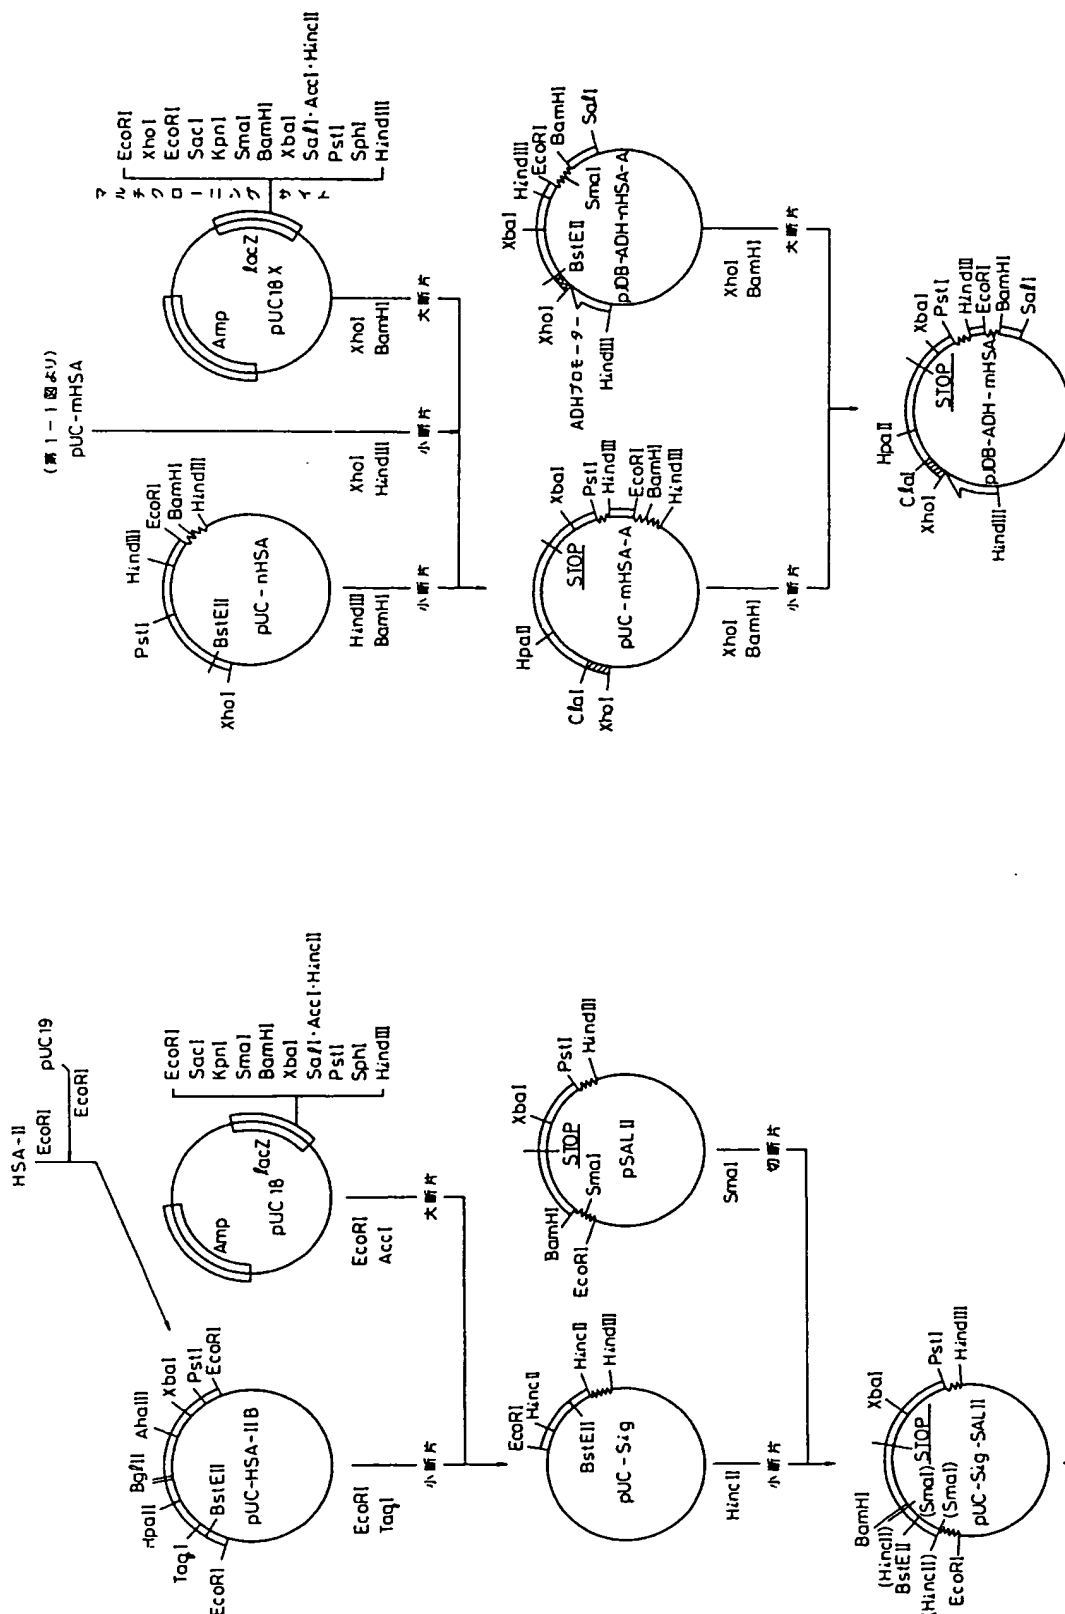 (第1-1図より)
pUC-mHSA
XhoI
HindIII
小断片
PstI
HindIII
EcoRI
BamHI
HindIII
BstEII
XhoI
pUC-nHSA
HindIII
BamHI
小断片
Amp
lacZ
pUC18X
マルチクローニングサイト
EcoRI
XhoI
EcoRI
SacI
KpnI
SmaI
BamHI
XbaI
SalI・AccI・HincII
PstI
SphI
HindIII
XhoI
BamHI
大断片
HpaII
ClaI
XhoI
STOP
XbaI
PstI
HindIII
EcoRI
BamHI
HindIII
pUC-mHSA-A
XhoI
BamHI
小断片
XbaI
HindIII
EcoRI
BamHI
SalI
SmaI
BstEII
XhoI
ADHプロモーター
HindIII
pJDB-ADH-nHSA-A
XhoI
BamHI
大断片
HpaII
ClaI
XhoI
HindIII
STOP
XbaI
PstI
HindIII
EcoRI
BamHI
SalI
pJDB-ADH-mHSA
HSA-II
EcoRI
pUC19
EcoRI
EcoRI
TaqI
HpaII
BglII
AhaIII
XbaI
PstI
EcoRI
BstEII
pUC-HSA-IIB
EcoRI
TaqI
小断片
Amp
lacZ
pUC18
EcoRI
SacI
KpnI
SmaI
BamHI
XbaI
SalI・AccI・HincII
PstI
SphI
HindIII
EcoRI
AccI
大断片
EcoRI
HincII
BstEII
HincII
HindIII
pUC-Sig
HincII
小断片
EcoRI
BamHI
SmaI
STOP
XbaI
PstI
HindIII
pSALII
SmaI
切断片
BamHI
(HincII)
BstEII
(HincII)
EcoRI
(SmaI)
(SmaI)
STOP
XbaI
PstI
HindIII
pUC-Sig-SALII